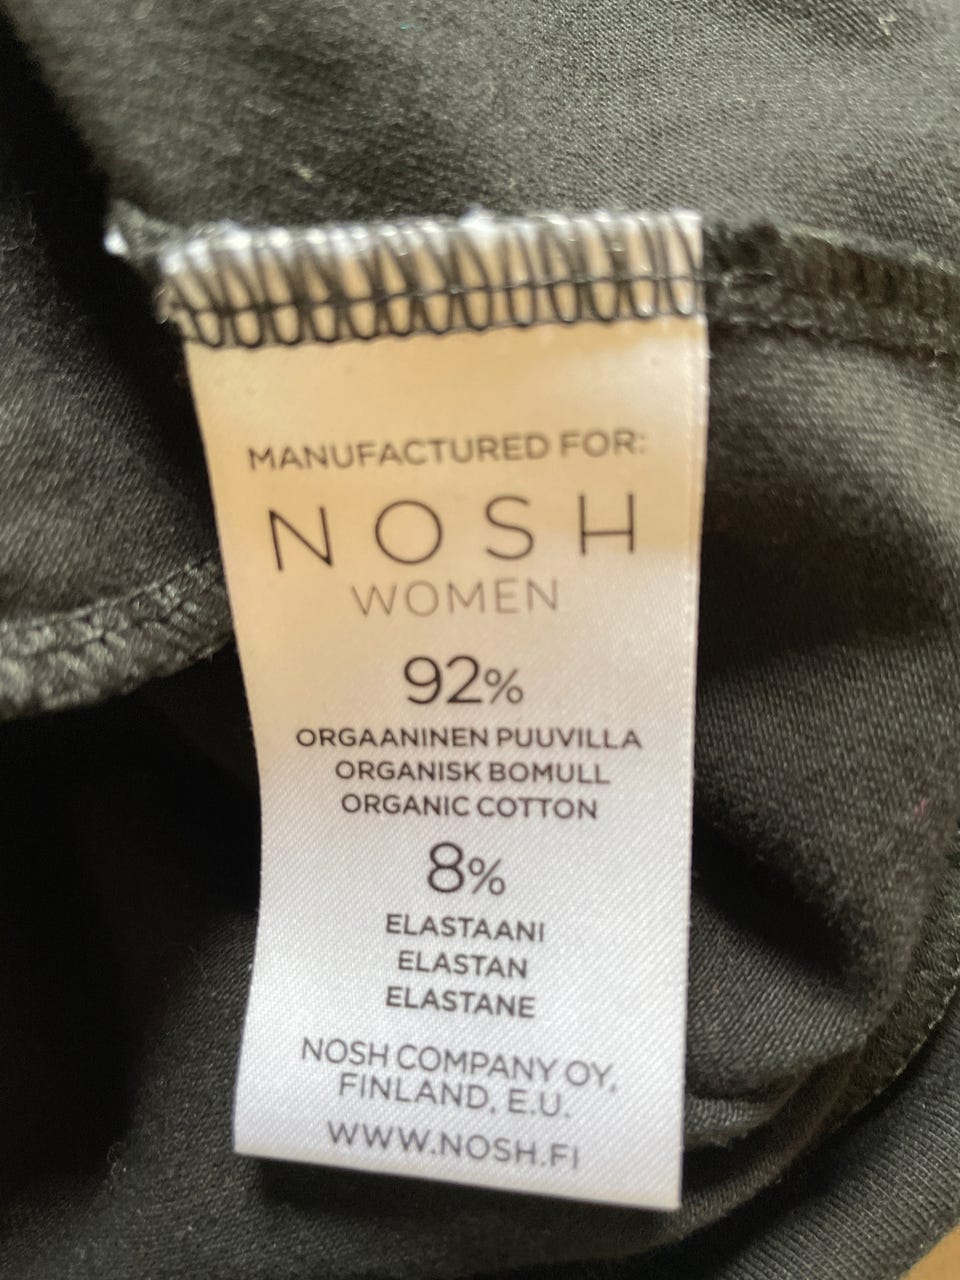 MANUFACTURED FOR:
NOSH
WOMEN
92%
ORGAANINEN PUUVILLA
ORGANISK BOMULL
ORGANIC COTTON
8%
ELASTAANI
ELASTAN
ELASTANE
NOSH COMPANY OY,
FINLAND, E.U.
WWW.NOSH.FI